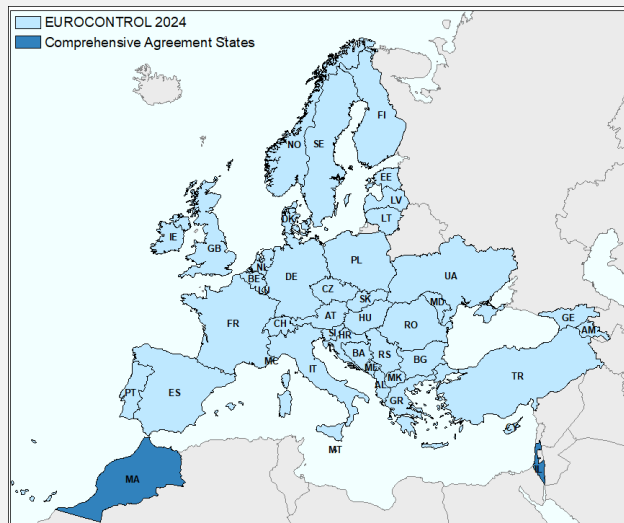 EUROCONTROL 2024
Comprehensive Agreement States
FI
NO
SE
EE
LV
DK
LT
IE
GB
NL
PL
BE
DE
UA
LU
CZ
SK
MD
FR
CH
AT
HU
RO
GE
SI
HR
AM
BA
RS
BG
MC
IT
ME
MK
TR
AL
PT
ES
GR
CY
MT
IL
MA